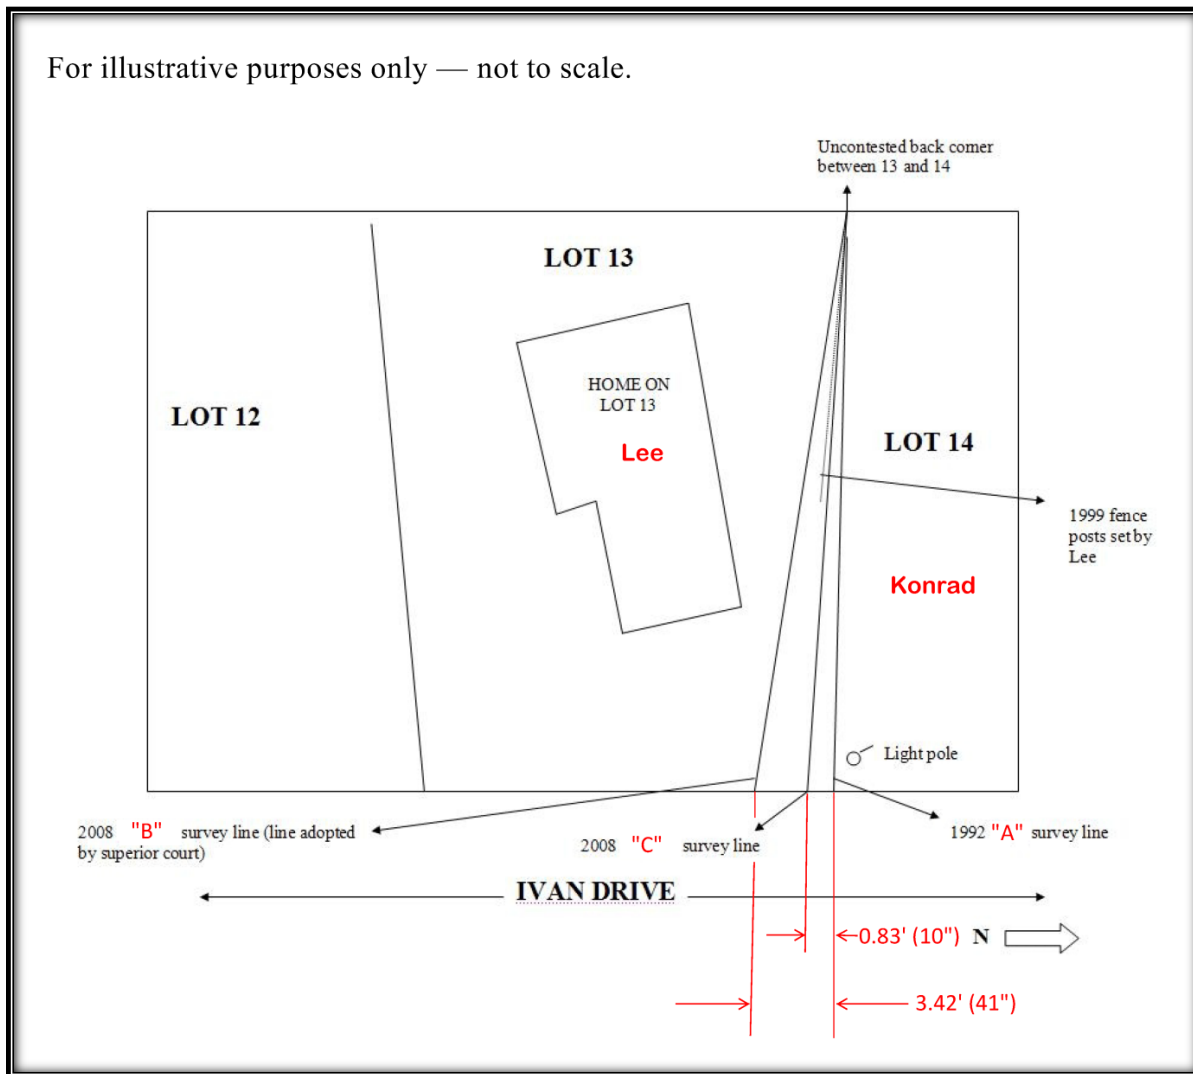 For illustrative purposes only — not to scale.
Uncontested back corner
between 13 and 14
LOT 13
HOME ON
LOT 13
Lee
LOT 12
LOT 14
1999 fence
posts set by
Lee
Konrad
Light pole
2008 "B" survey line (line adopted
by superior court)
2008 "C" survey line
1992 "A" survey line
IVAN DRIVE
0.83' (10") N
3.42' (41")